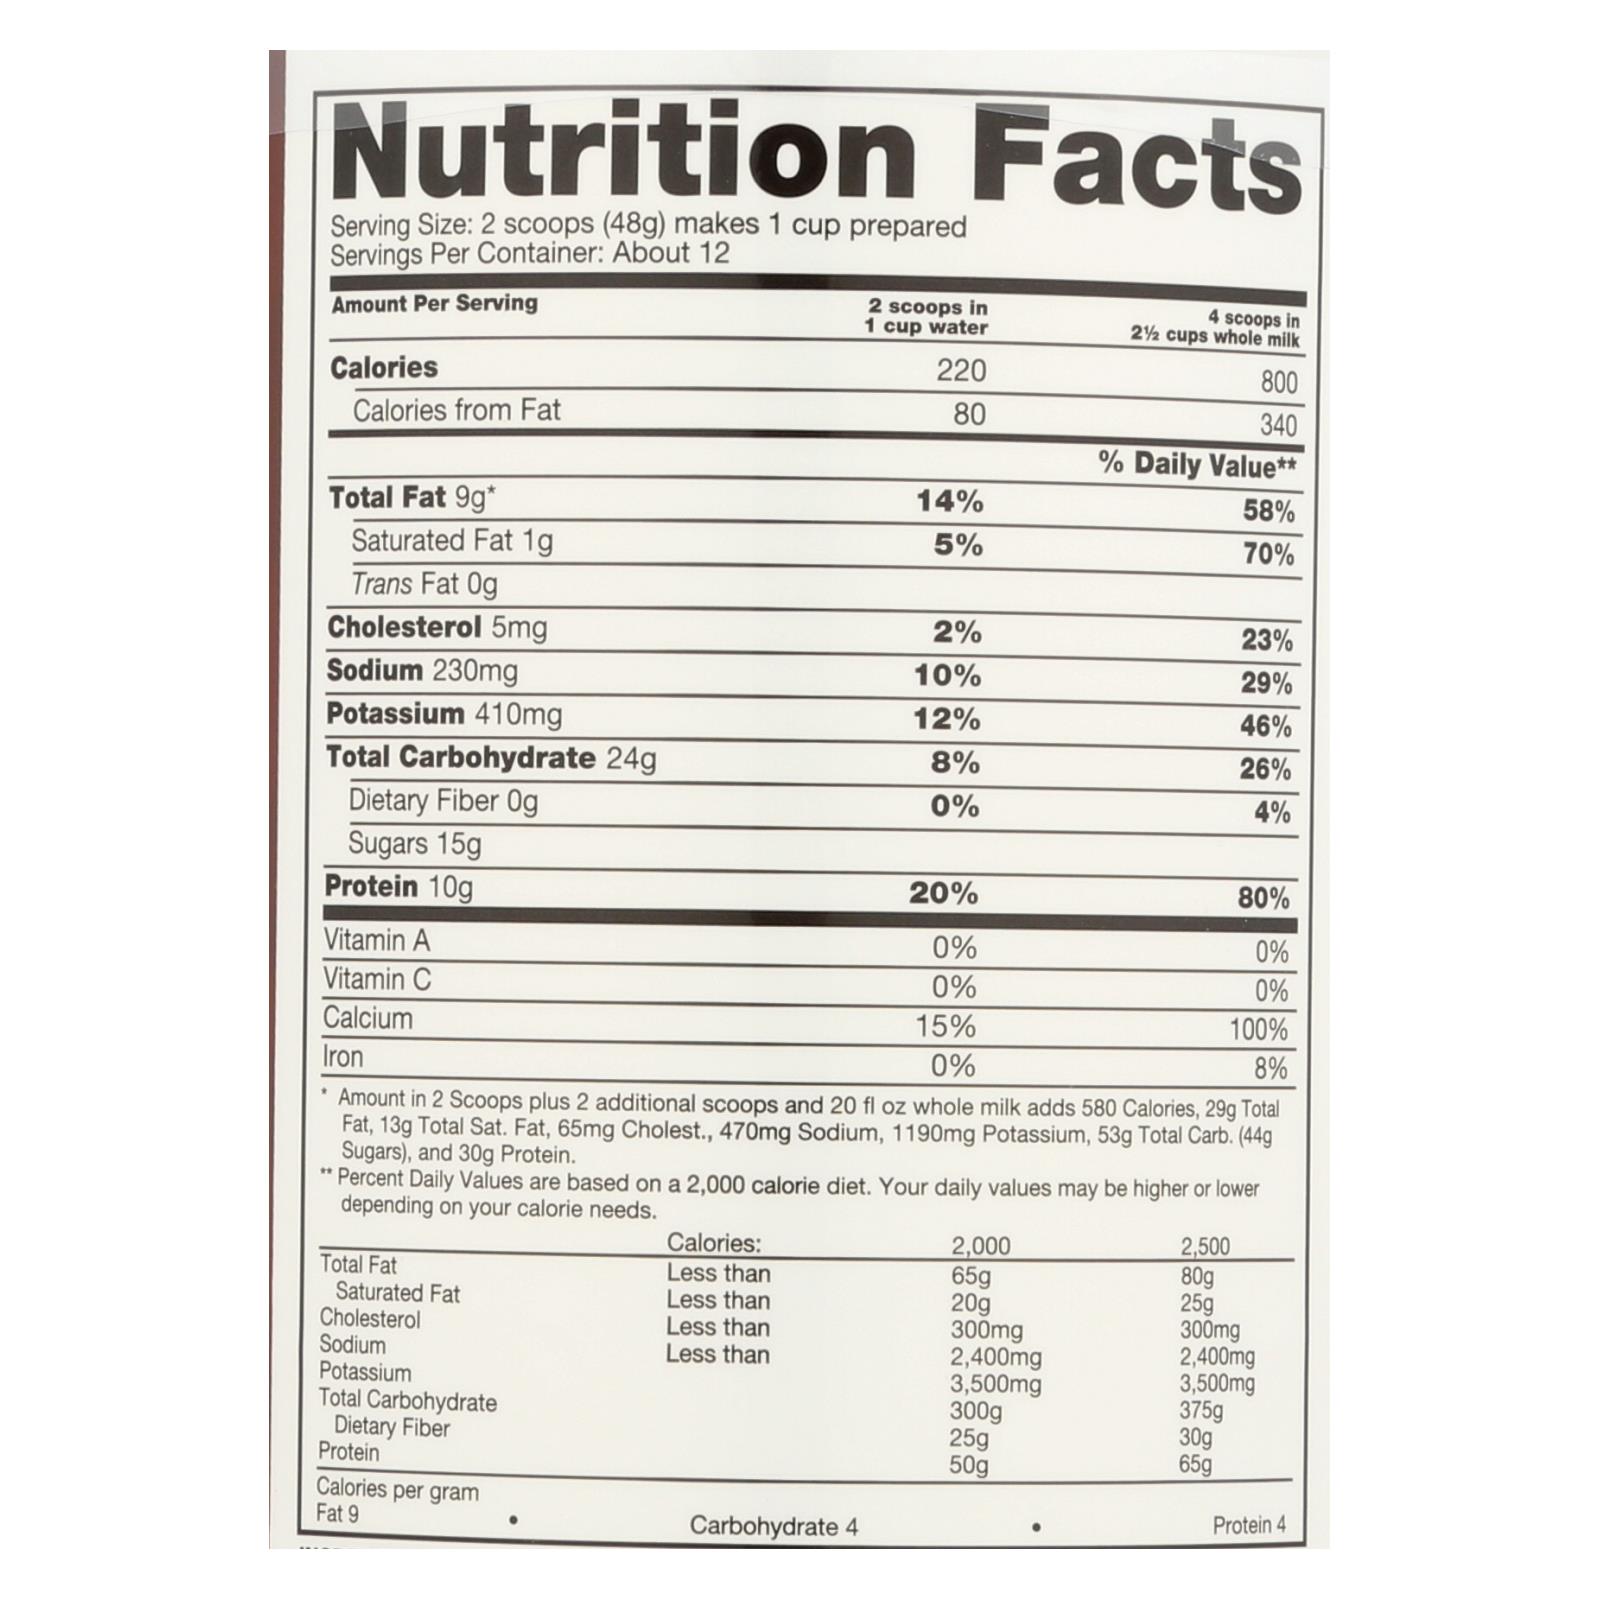 Nutrition Facts
Serving Size: 2 scoops (48g) makes 1 cup prepared
Servings Per Container: About 12
Amount Per Serving 2 scoops in 1 cup water 4 scoops in 2½ cups whole milk
Calories 220 800
Calories from Fat 80 340
% Daily Value**
Total Fat 9g* 14% 58%
Saturated Fat 1g 5% 70%
Trans Fat 0g
Cholesterol 5mg 2% 23%
Sodium 230mg 10% 29%
Potassium 410mg 12% 46%
Total Carbohydrate 24g 8% 26%
Dietary Fiber 0g 0% 4%
Sugars 15g
Protein 10g 20% 80%
Vitamin A 0% 0%
Vitamin C 0% 0%
Calcium 15% 100%
Iron 0% 8%
* Amount in 2 Scoops plus 2 additional scoops and 20 fl oz whole milk adds 580 Calories, 29g Total
Fat, 13g Total Sat. Fat, 65mg Cholest., 470mg Sodium, 1190mg Potassium, 53g Total Carb. (44g
Sugars), and 30g Protein.
** Percent Daily Values are based on a 2,000 calorie diet. Your daily values may be higher or lower
depending on your calorie needs.
Calories: 2,000 2,500
Total Fat Less than 65g 80g
Saturated Fat Less than 20g 25g
Cholesterol Less than 300mg 300mg
Sodium Less than 2,400mg 2,400mg
Potassium 3,500mg 3,500mg
Total Carbohydrate 300g 375g
Dietary Fiber 25g 30g
Protein 50g 65g
Calories per gram
Fat 9 • Carbohydrate 4 • Protein 4